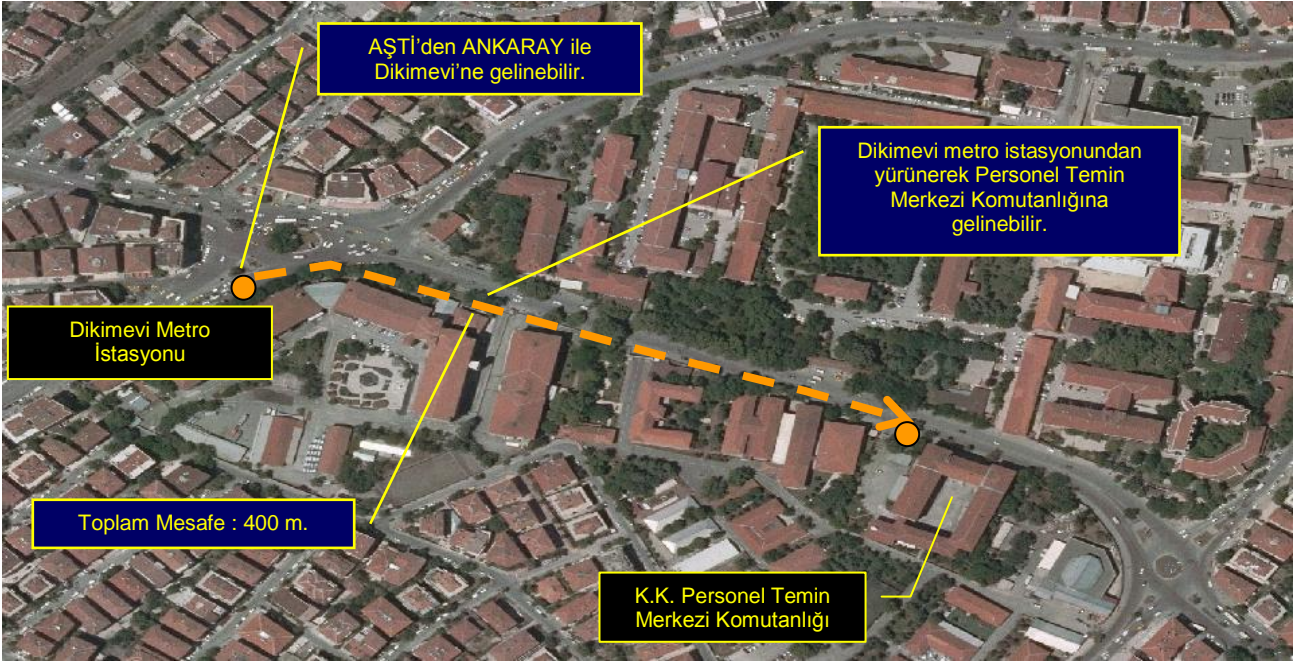 AŞTİ’den ANKARAY ile
Dikimevi’ne gelinebilir.
Dikimevi metro istasyonundan
yürünerek Personel Temin
Merkezi Komutanlığına
gelinebilir.
Dikimevi Metro
İstasyonu
Toplam Mesafe : 400 m.
K.K. Personel Temin
Merkezi Komutanlığı